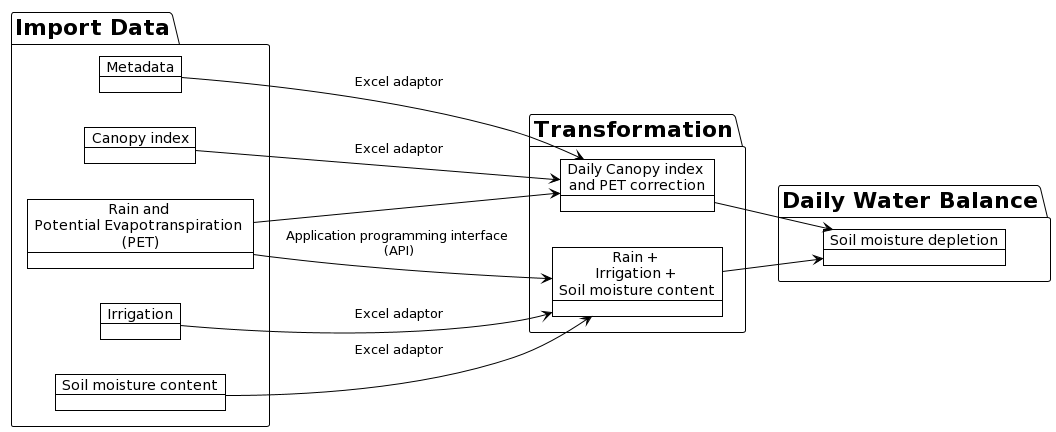 Import Data
Metadata
Canopy index
Rain and
Potential Evapotranspiration
(PET)
Irrigation
Soil moisture content
Excel adaptor
Excel adaptor
Application programming interface
(API)
Excel adaptor
Excel adaptor
Transformation
Daily Canopy index
and PET correction
Rain +
Irrigation +
Soil moisture content
Daily Water Balance
Soil moisture depletion